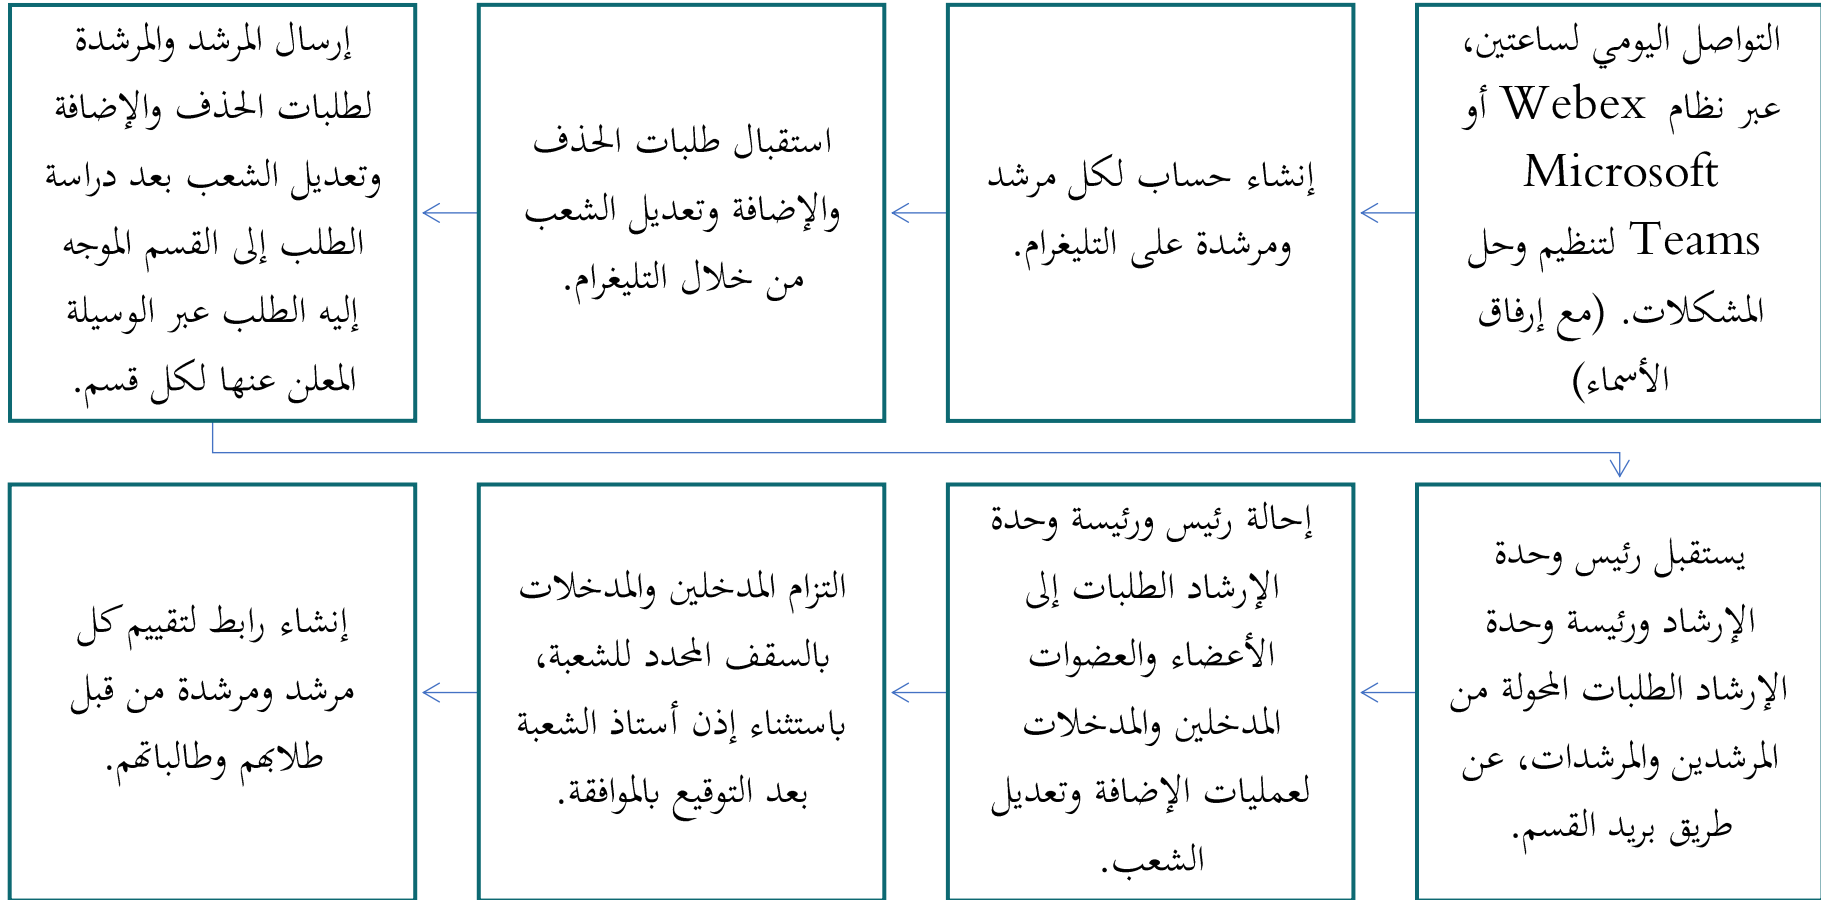 التواصل اليومي لساعتين،
عبر نظام Webex أو
Microsoft
Teams لتنظيم وحل
المشكلات. (مع إرفاق
الأسماء)
إنشاء حساب لكل مرشد
ومرشدة على التليغرام.
استقبال طلبات الحذف
والإضافة وتعديل الشعب
من خلال التليغرام.
إرسال المرشد والمرشدة
لطلبات الحذف والإضافة
وتعديل الشعب بعد دراسة
الطلب إلى القسم الموجه
إليه الطلب عبر الوسيلة
المعلن عنها لكل قسم.
يستقبل رئيس وحدة
الإرشاد ورئيسة وحدة
الإرشاد الطلبات المحولة من
المرشدين والمرشدات، عن
طريق بريد القسم.
إحالة رئيس ورئيسة وحدة
الإرشاد الطلبات إلى
الأعضاء والعضوات
المدخلين والمدخلات
لعمليات الإضافة وتعديل
الشعب.
التزام المدخلين والمدخلات
بالسقف المحدد للشعبة،
باستثناء إذن أستاذ الشعبة
بعد التوقيع بالموافقة.
إنشاء رابط لتقييم كل
مرشد ومرشدة من قبل
طلابهم وطالباتهم.